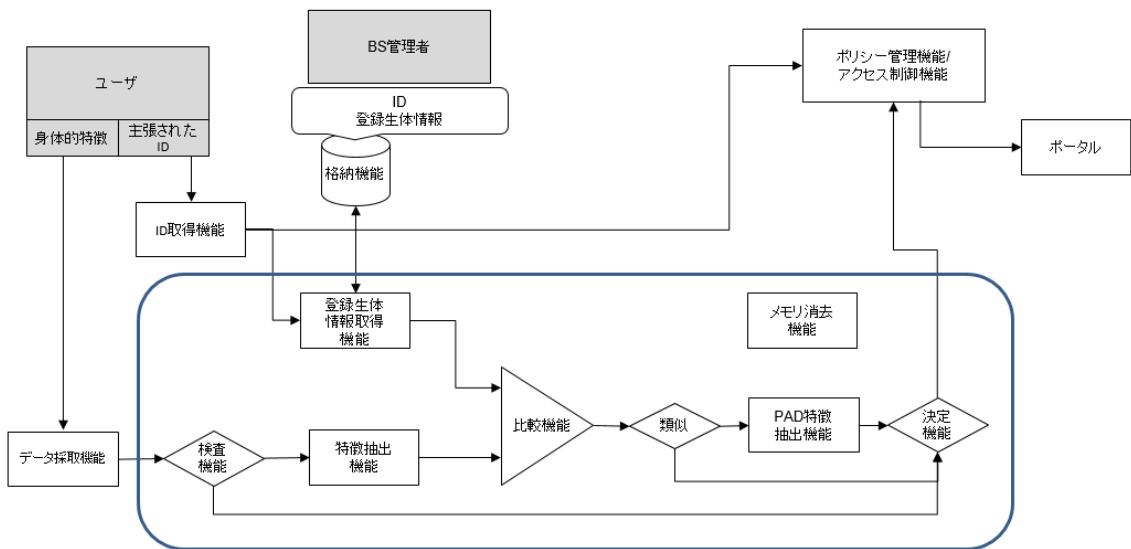 BS管理者
ユーザ
身体的特徴
主張された
ID
ID
登録生体情報
格納機能
ポリシー管理機能/
アクセス制御機能
ポータル
ID取得機能
登録生体
情報取得
機能
メモリ消去
機能
データ採取機能
検査
機能
特徴抽出
機能
比較機能
類似
PAD特徴
抽出機能
決定
機能